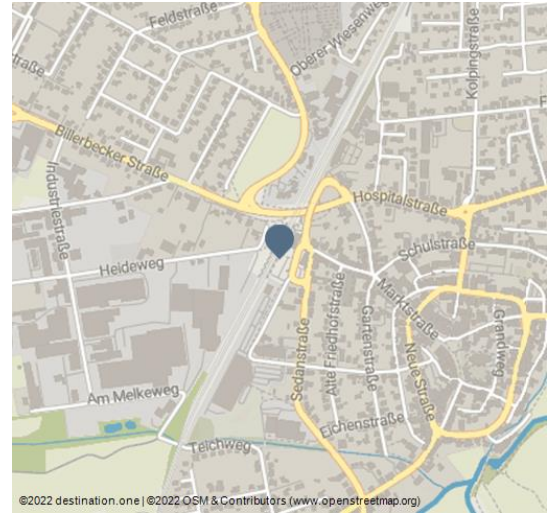 Feldstraße
Oberer Wiesenweg
Kolpingstraße
straße
F
Billerbecker Straße
Industriestraße
Hospitalstraße
Schulstraße
Heideweg
Marktstraße
Alte Friedhofstraße
Gartenstraße
Grandweg
Sedanstraße
Neue Straße
Am Melkeweg
Eichenstraße
Teichweg
©2022 destination.one | ©2022 OSM & Contributors (www.openstreetmap.org)